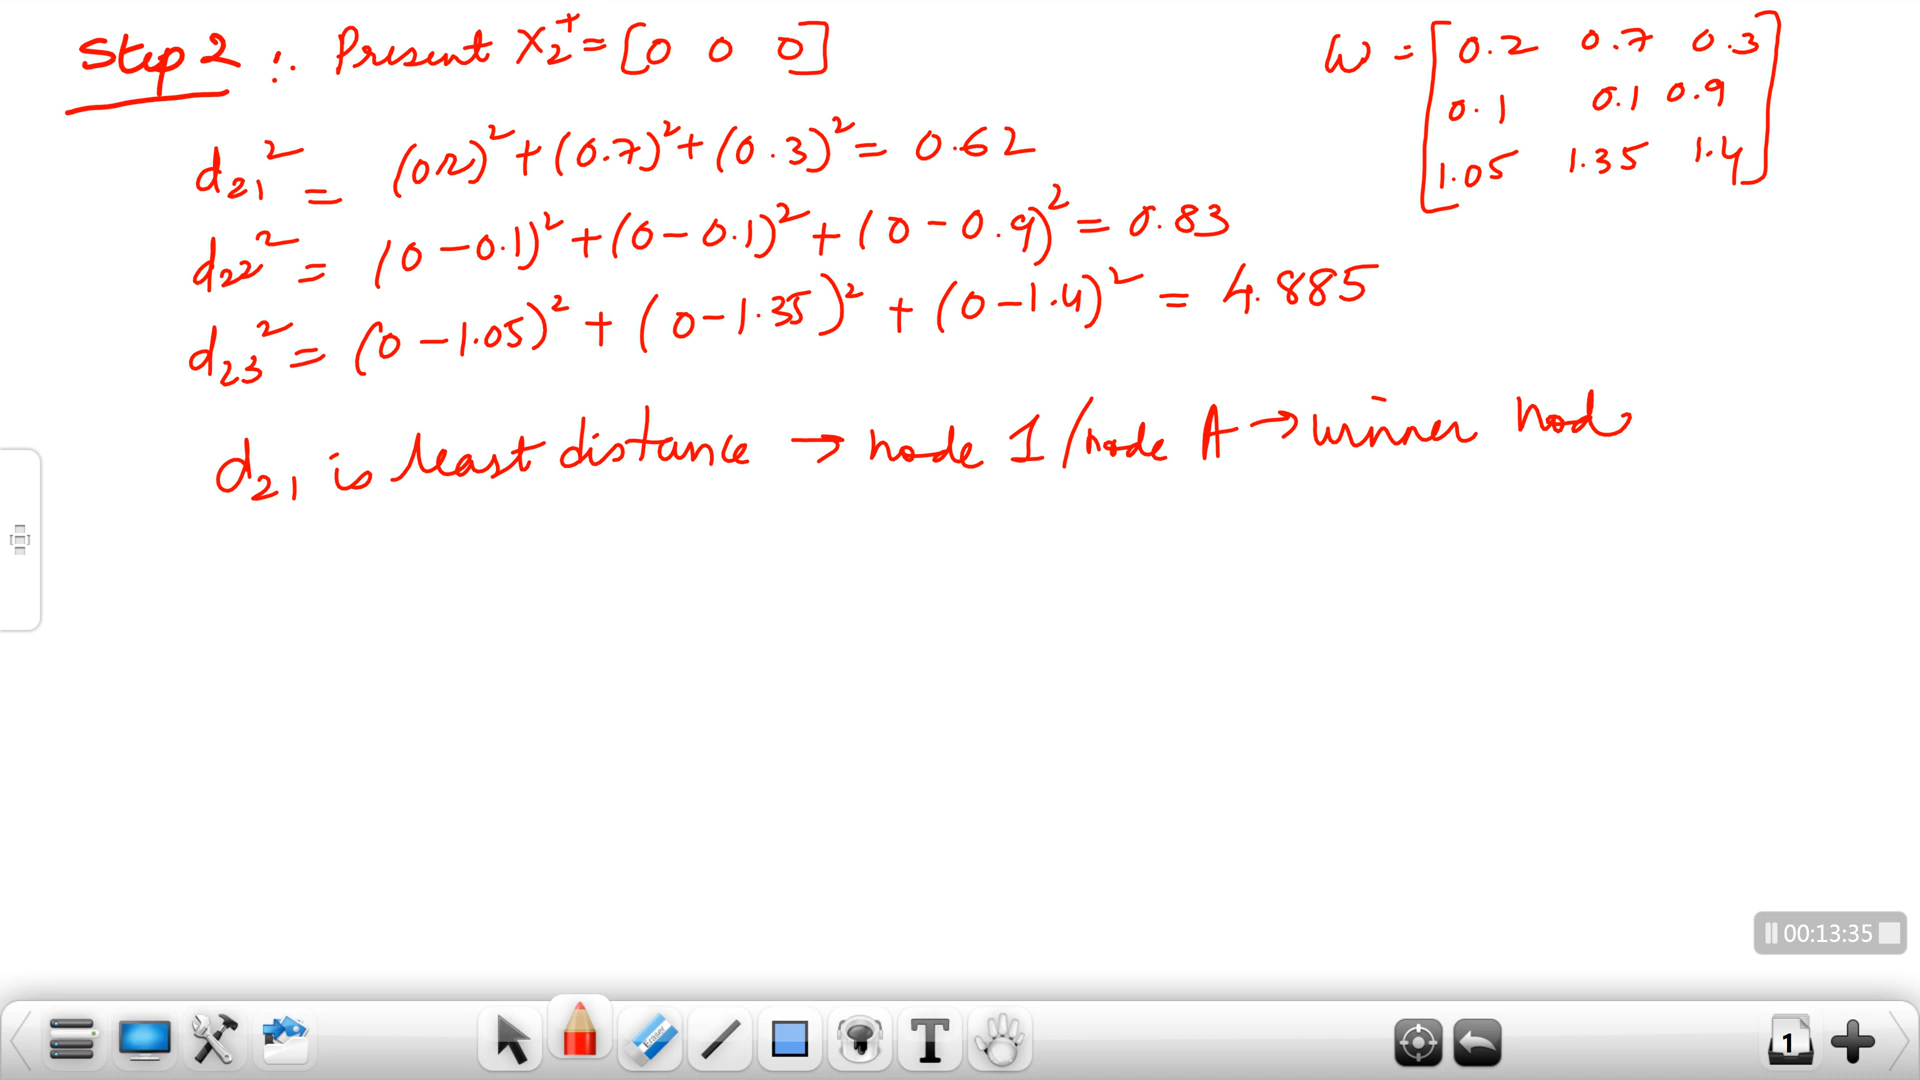 Step 2 :. Present X₂⁺ = [0 0 0]
W = [0.2 0.7 0.3
0.1 0.1 0.9
1.05 1.35 1.4]
d₂₁² = (02)² + (0.7)² + (0.3)² = 0.62
d₂₂² = (0 - 0.1)² + (0 - 0.1)² + (0 - 0.9)² = 0.83
d₂₃² = (0 - 1.05)² + (0 - 1.35)² + (0 - 1.4)² = 4.885
d₂₁ is least distance → node 1 / node A → winner nod
00:13:35
Eraser
T
1